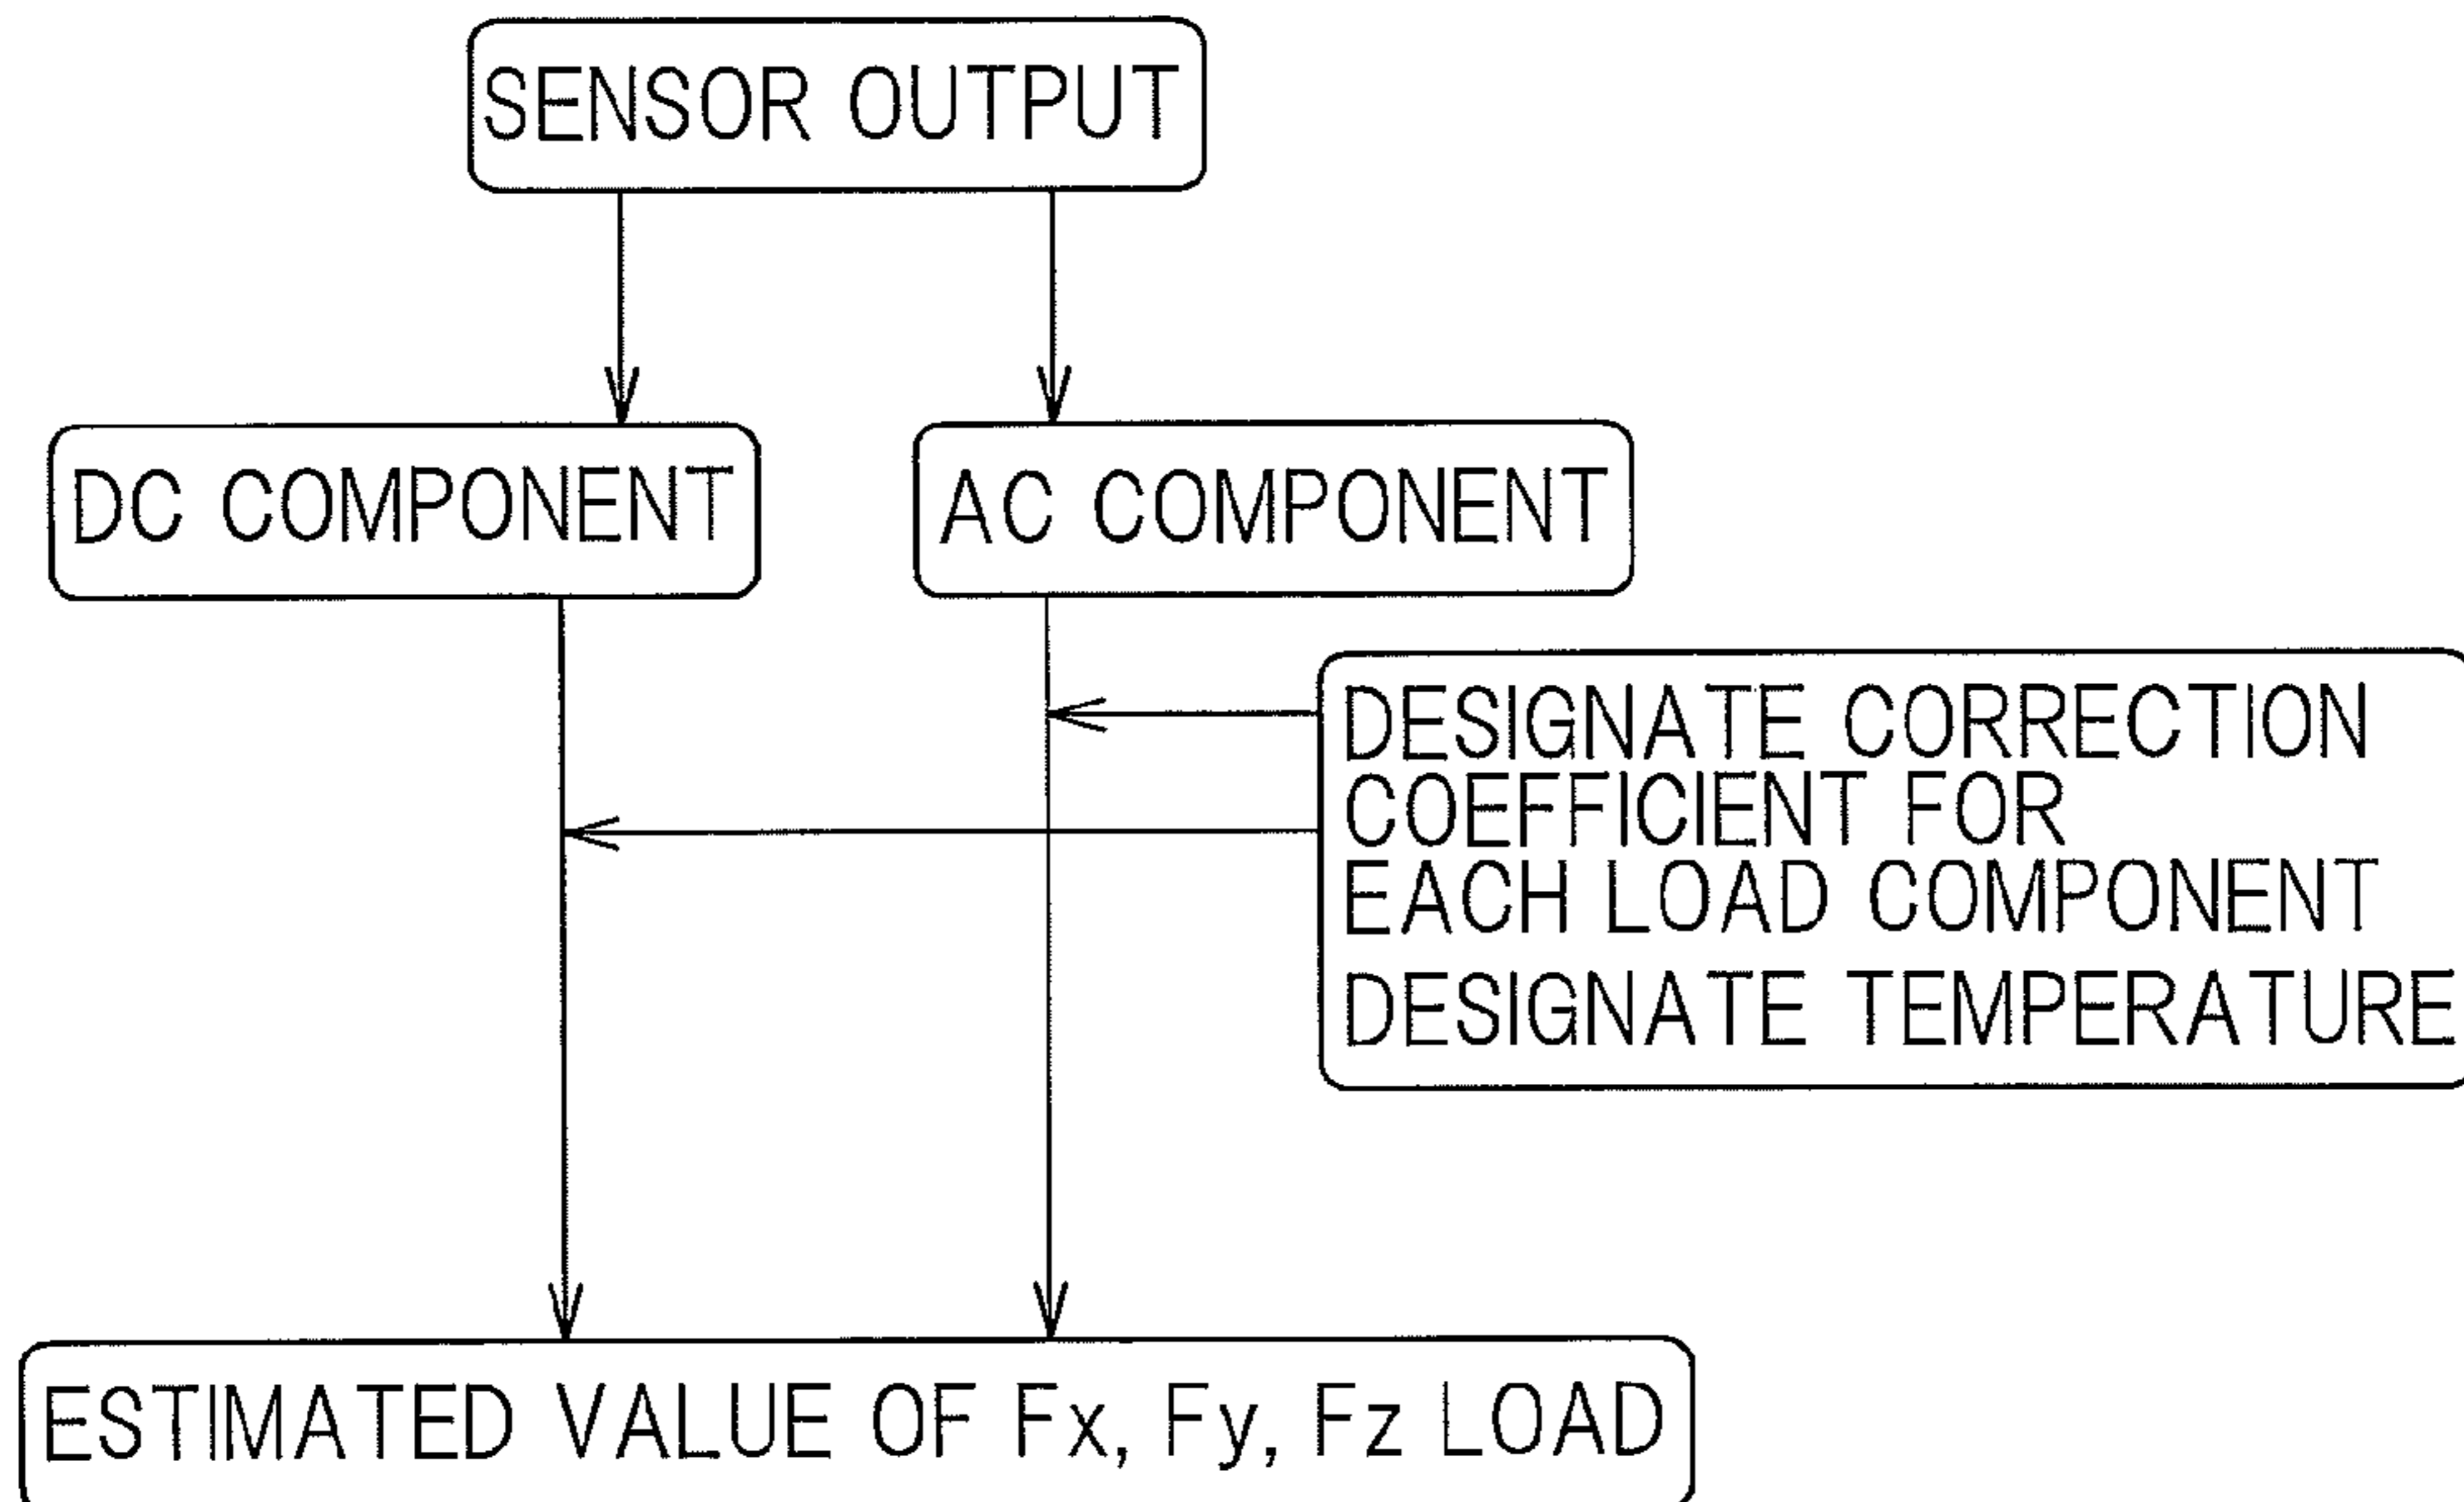 SENSOR OUTPUT
DC COMPONENT
AC COMPONENT
DESIGNATE CORRECTION
COEFFICIENT FOR
EACH LOAD COMPONENT
DESIGNATE TEMPERATURE
ESTIMATED VALUE OF Fx, Fy, Fz LOAD